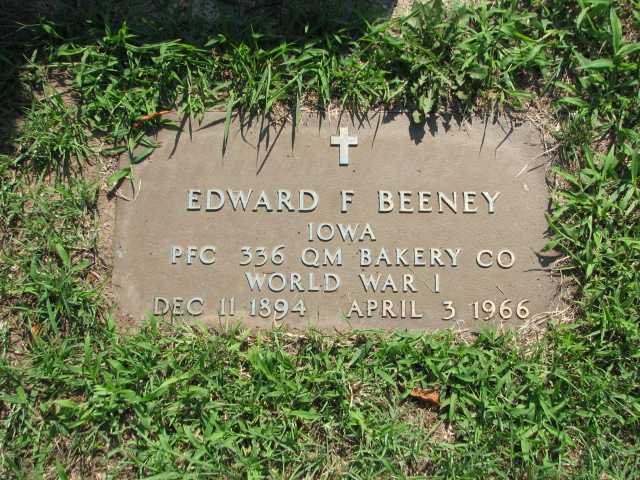 EDWARD F BEENEY
IOWA
PFC 336 QM BAKERY CO
WORLD WAR I
DEC 11 1894 APRIL 3 1966